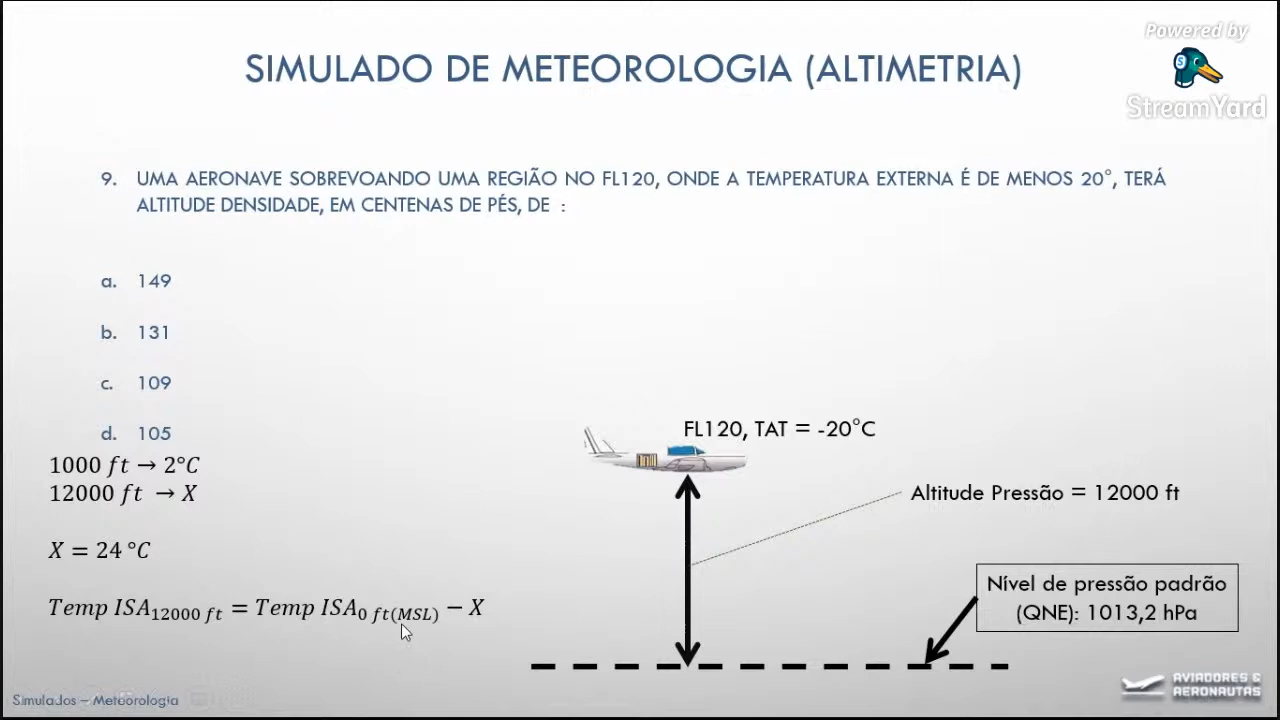 Powered by
StreamYard
SIMULADO DE METEOROLOGIA (ALTIMETRIA)
9. UMA AERONAVE SOBREVOANDO UMA REGIÃO NO FL120, ONDE A TEMPERATURA EXTERNA É DE MENOS 20°, TERÁ
ALTITUDE DENSIDADE, EM CENTENAS DE PÉS, DE :
a. 149
b. 131
c. 109
d. 105
1000 ft → 2°C
12000 ft → X
X = 24 °C
Temp ISA12000 ft = Temp ISA0 ft(MSL) − X
FL120, TAT = -20°C
Altitude Pressão = 12000 ft
Nível de pressão padrão
(QNE): 1013,2 hPa
Simulados – Meteorologia
AVIADORES &
AERONAUTAS